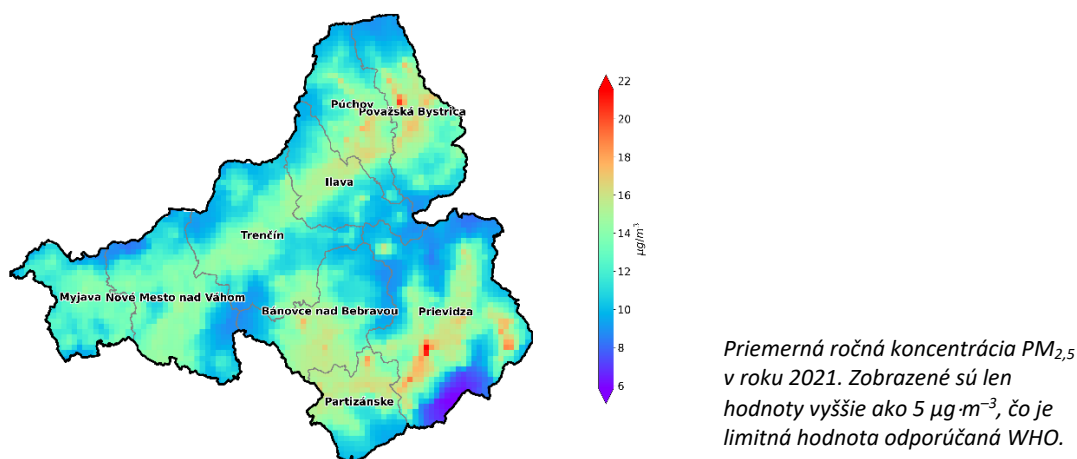 Púchov
Považská Bystrica
Ilava
Trenčín
Myjava
Nové Mesto nad Váhom
Bánovce nad Bebravou
Prievidza
Partizánske
22
20
18
16
14
12
10
8
6
µg/m³
Priemerná ročná koncentrácia PM₂,₅
v roku 2021. Zobrazené sú len
hodnoty vyššie ako 5 µg·m⁻³, čo je
limitná hodnota odporúčaná WHO.